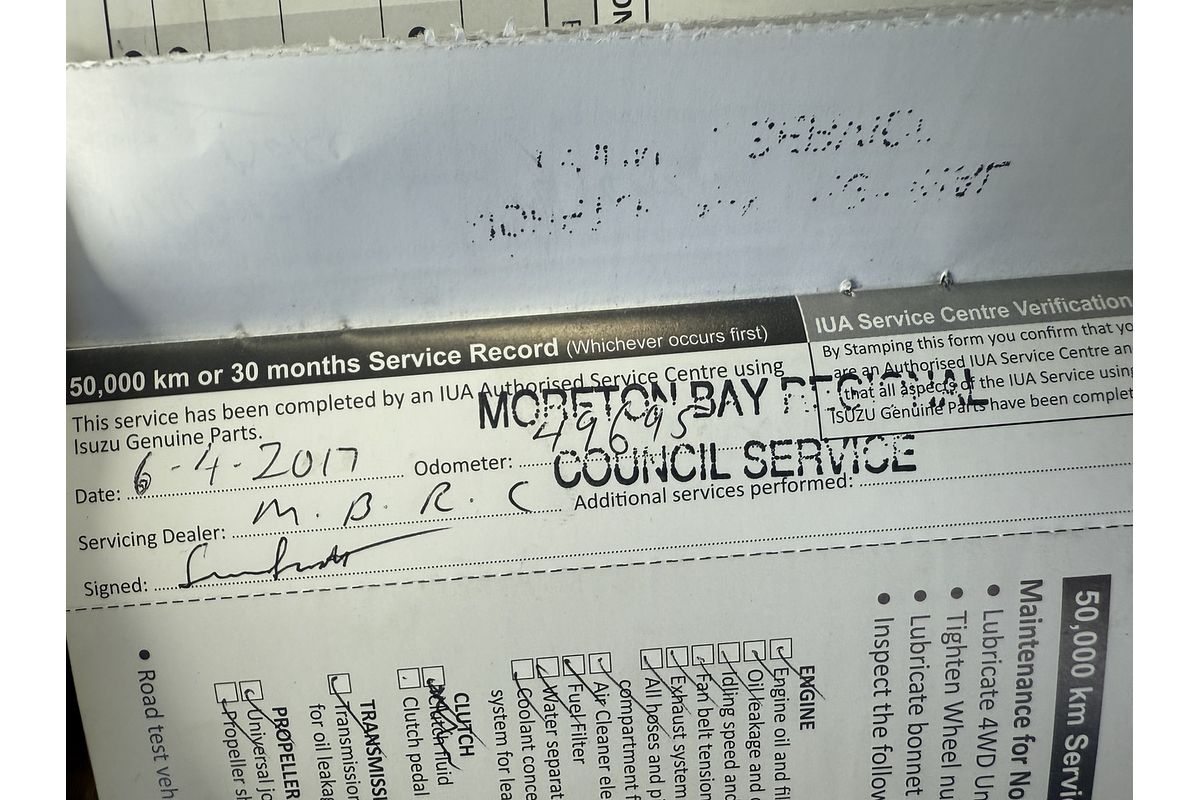 50,000 km or 30 months Service Record (Whichever occurs first)
This service has been completed by an IUA Authorised Service Centre using
Isuzu Genuine Parts.
Date: 6-4-2017 Odometer: 49695
Servicing Dealer: M.B.R.C Additional services performed:
Signed:
IUA Service Centre Verification
By Stamping this form you confirm that yo
are an Authorised IUA Service Centre an
that all aspects of the IUA Service using
ISUZU Genuine Parts have been complet
MORETON BAY REGIONAL
COUNCIL SERVICE
50,000 km Servi
Maintenance for No
• Lubricate 4WD Un
• Tighten Wheel nu
• Lubricate bonnet
• Inspect the follow
ENGINE
Engine oil and fil
Oil leakage and
Idling speed and
Fan belt tension
Exhaust system
All hoses and p
compartment f
Air Cleaner ele
Fuel Filter
Water separat
Coolant conce
system for lea
CLUTCH
Clutch fluid
Clutch pedal
TRANSMISSI
Transmission
for oil leakag
PROPELLER
Universal jo
Propeller sh
• Road test veh